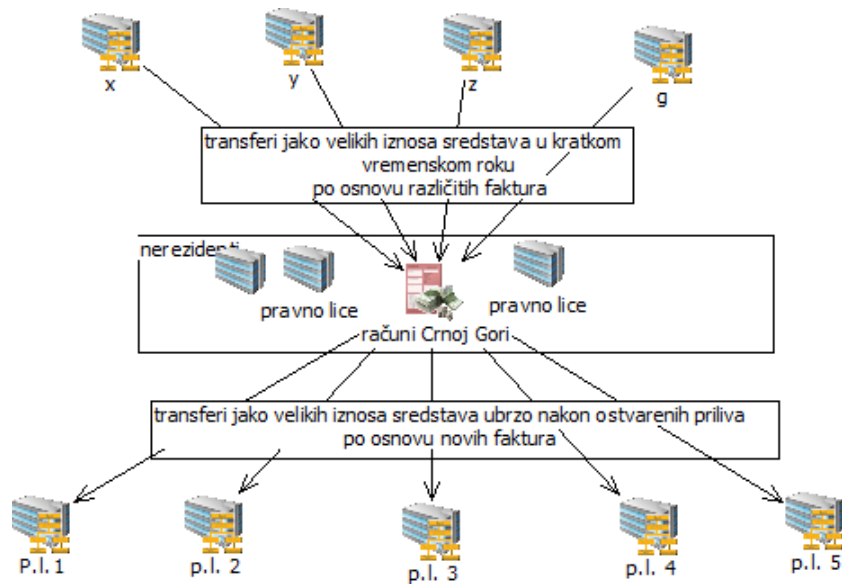 x
y
z
g
transferi jako velikih iznosa sredstava u kratkom
vremenskom roku
po osnovu različitih faktura
nerezidenti
pravno lice
pravno lice
računi Crnoj Gori
transferi jako velikih iznosa sredstava ubrzo nakon ostvarenih priliva
po osnovu novih faktura
P.l. 1
p.l. 2
p.l. 3
p.l. 4
p.l. 5